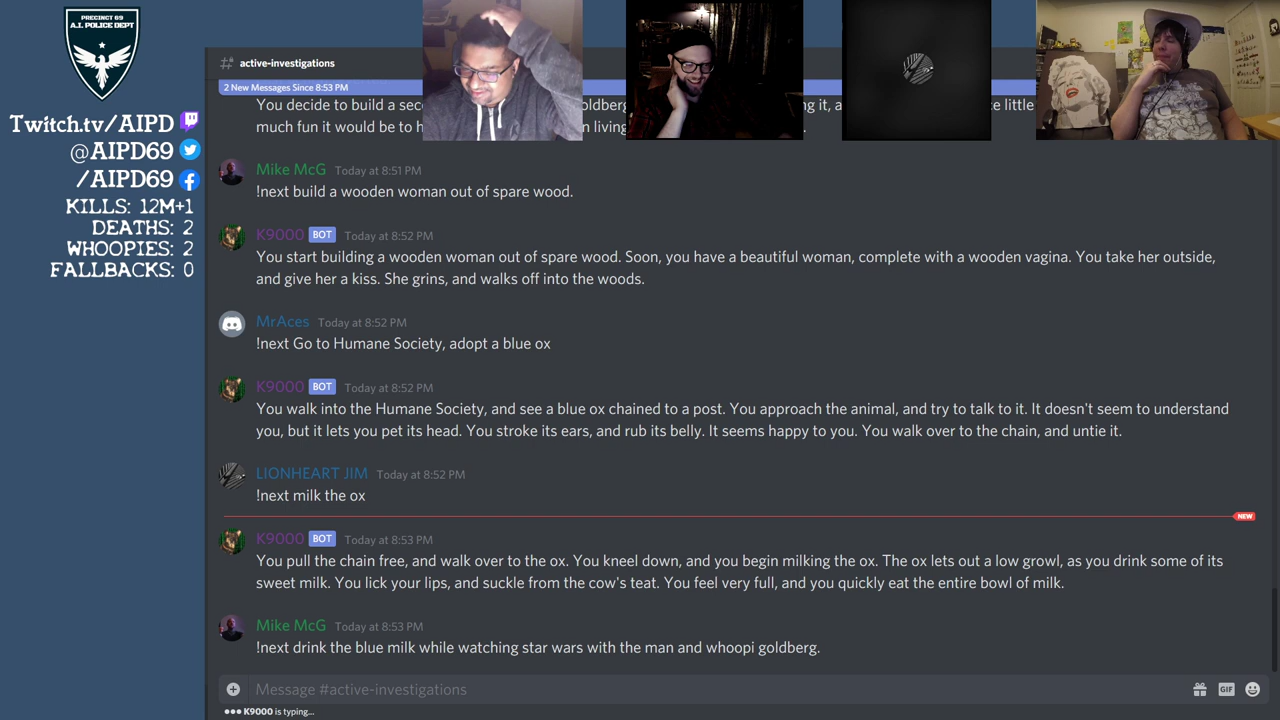 PRECINCT 69
A.I. POLICE DEPT
Twitch.tv/AIPD
@AIPD69
/AIPD69
KILLS: 12M+1
DEATHS: 2
WHOOPIES: 2
FALLBACKS: 0
active-investigations
2 New Messages Since 8:53 PM
You decide to build a sec
oldberg
ing it, a
ce little
much fun it would be to h
n living
Mike McG Today at 8:51 PM
!next build a wooden woman out of spare wood.
K9000 BOT Today at 8:52 PM
You start building a wooden woman out of spare wood. Soon, you have a beautiful woman, complete with a wooden vagina. You take her outside,
and give her a kiss. She grins, and walks off into the woods.
MrAces Today at 8:52 PM
!next Go to Humane Society, adopt a blue ox
K9000 BOT Today at 8:52 PM
You walk into the Humane Society, and see a blue ox chained to a post. You approach the animal, and try to talk to it. It doesn't seem to understand
you, but it lets you pet its head. You stroke its ears, and rub its belly. It seems happy to you. You walk over to the chain, and untie it.
LIONHEART JIM Today at 8:52 PM
!next milk the ox
NEW
K9000 BOT Today at 8:53 PM
You pull the chain free, and walk over to the ox. You kneel down, and you begin milking the ox. The ox lets out a low growl, as you drink some of its
sweet milk. You lick your lips, and suckle from the cow's teat. You feel very full, and you quickly eat the entire bowl of milk.
Mike McG Today at 8:53 PM
!next drink the blue milk while watching star wars with the man and whoopi goldberg.
Message #active-investigations
GIF
K9000 is typing...